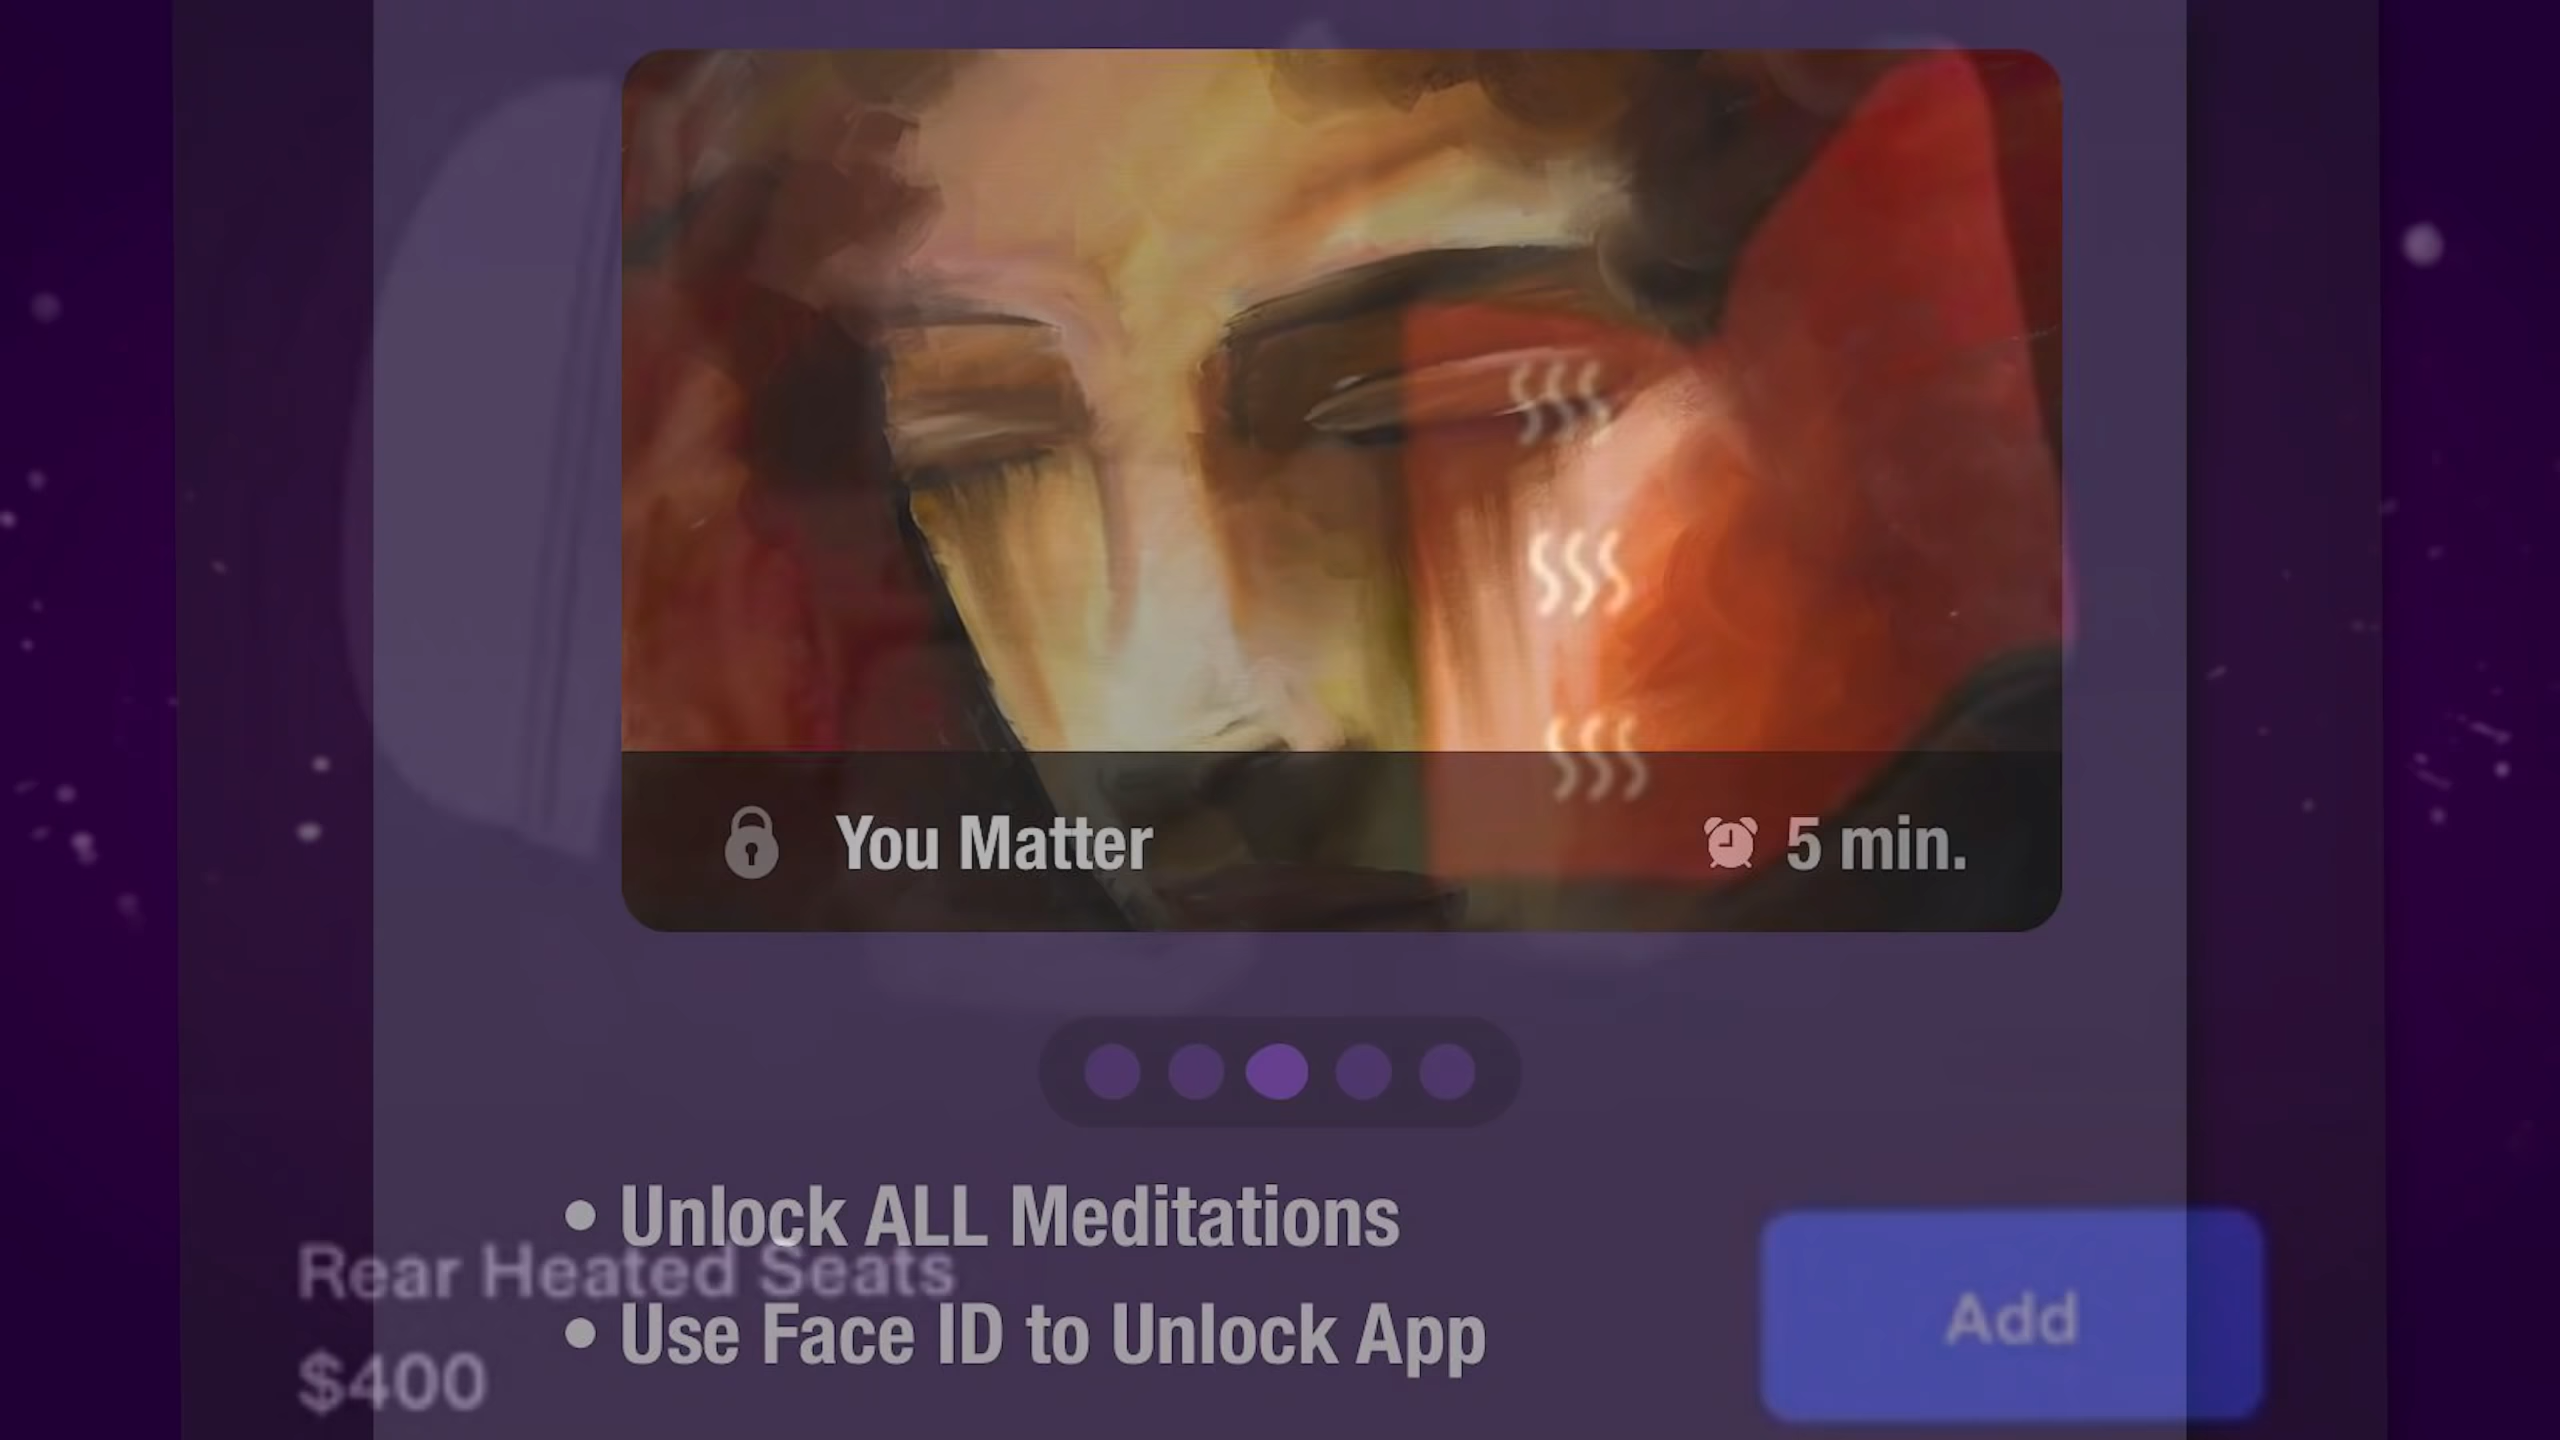 You Matter
5 min.
• Unlock ALL Meditations
Rear Heated Seats
Add
• Use Face ID to Unlock App
$400